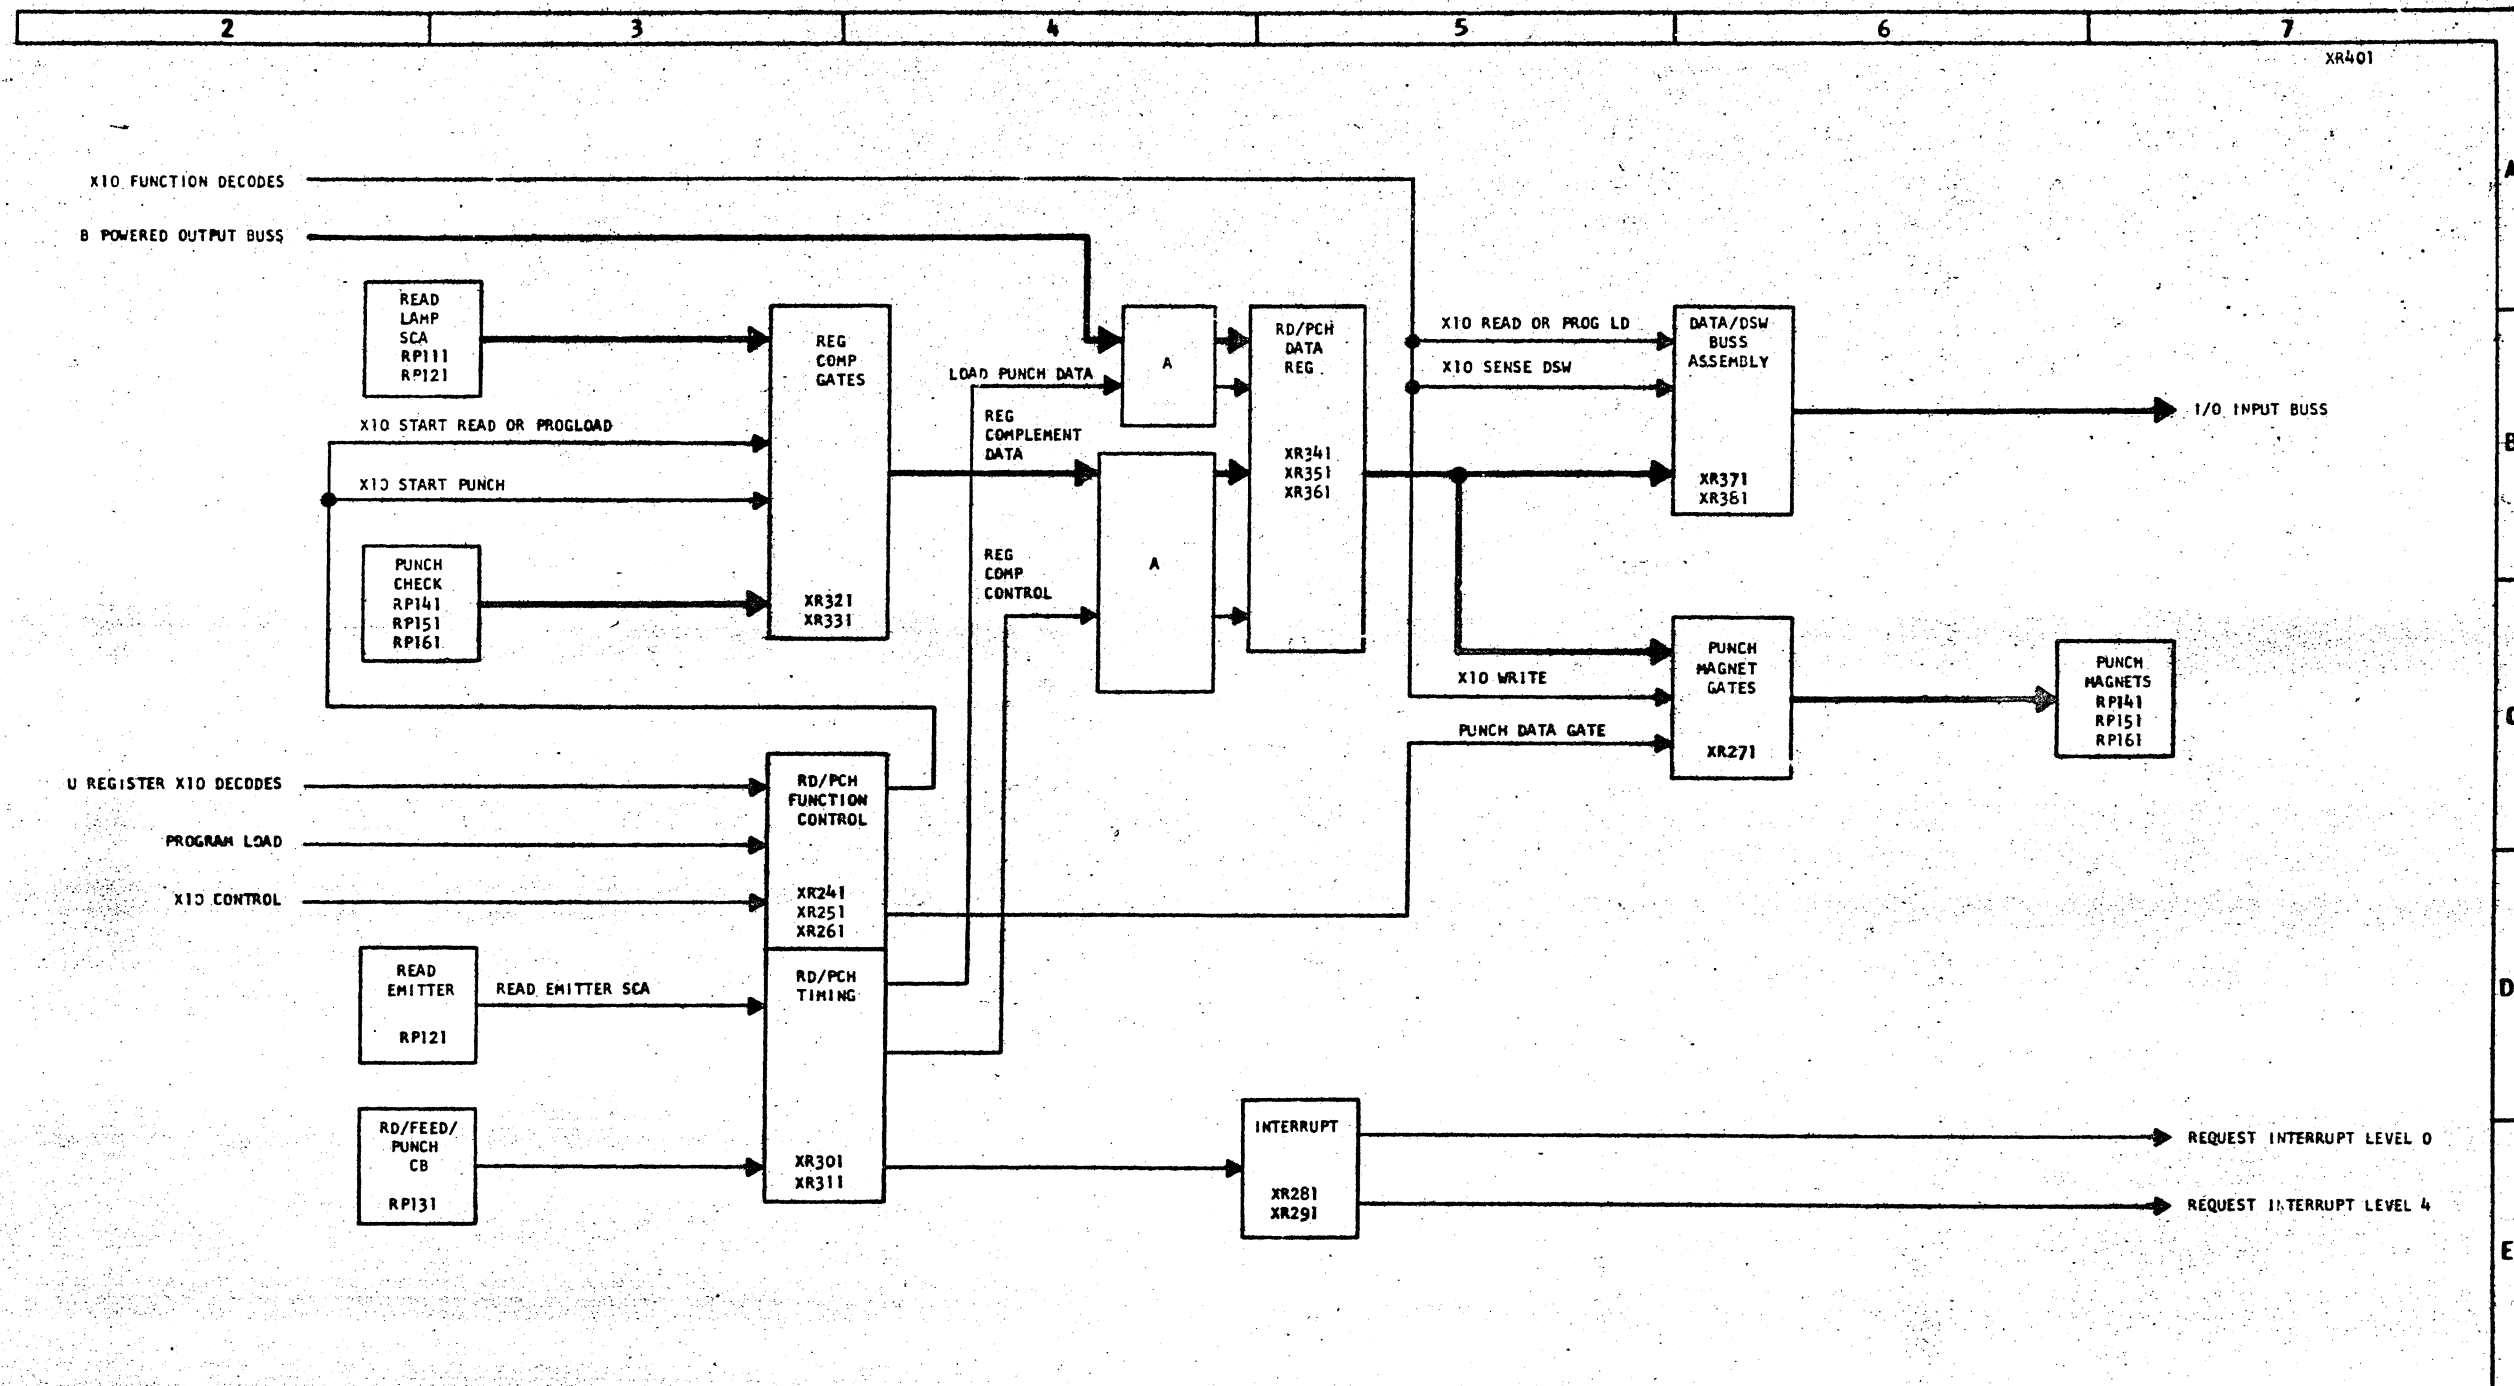 2 3 4 5 6 7
XR401
A
X10 FUNCTION DECODES
B POWERED OUTPUT BUSS
READ
LAMP
SCA
RP111
RP121
REG
COMP
GATES
XR321
XR331
X10 START READ OR PROGLOAD
X10 START PUNCH
PUNCH
CHECK
RP141
RP151
RP161
LOAD PUNCH DATA
A
REG
COMPLEMENT
DATA
A
REG
COMP
CONTROL
RD/PCH
DATA
REG
XR341
XR351
XR361
X10 READ OR PROG LD
X10 SENSE DSW
DATA/DSW
BUSS
ASSEMBLY
XR371
XR381
I/O INPUT BUSS
B
X10 WRITE
PUNCH DATA GATE
PUNCH
MAGNET
GATES
XR271
PUNCH
MAGNETS
RP141
RP151
RP161
C
U REGISTER X10 DECODES
PROGRAM LOAD
X10 CONTROL
RD/PCH
FUNCTION
CONTROL
XR241
XR251
XR261
READ
EMITTER
RP121
READ EMITTER SCA
RD/PCH
TIMING
XR301
XR311
D
RD/FEED/
PUNCH
CB
RP131
INTERRUPT
XR281
XR291
REQUEST INTERRUPT LEVEL 0
REQUEST INTERRUPT LEVEL 4
E